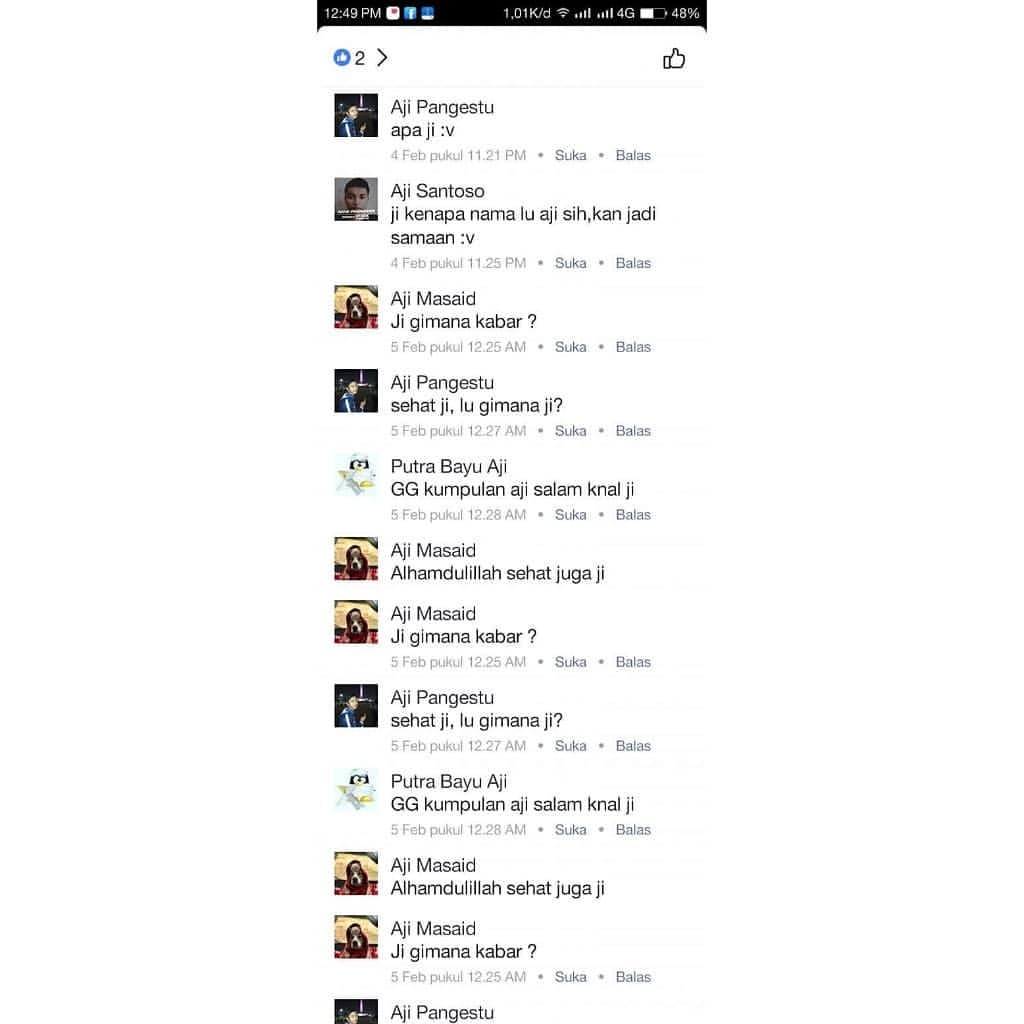 12:49 PM 1,01K/d 4G 48%
2
Aji Pangestu
apa ji :v
4 Feb pukul 11.21 PM • Suka • Balas
Aji Santoso
ji kenapa nama lu aji sih,kan jadi
samaan :v
4 Feb pukul 11.25 PM • Suka • Balas
Aji Masaid
Ji gimana kabar ?
5 Feb pukul 12.25 AM • Suka • Balas
Aji Pangestu
sehat ji, lu gimana ji?
5 Feb pukul 12.27 AM • Suka • Balas
Putra Bayu Aji
GG kumpulan aji salam knal ji
5 Feb pukul 12.28 AM • Suka • Balas
Aji Masaid
Alhamdulillah sehat juga ji
Aji Masaid
Ji gimana kabar ?
5 Feb pukul 12.25 AM • Suka • Balas
Aji Pangestu
sehat ji, lu gimana ji?
5 Feb pukul 12.27 AM • Suka • Balas
Putra Bayu Aji
GG kumpulan aji salam knal ji
5 Feb pukul 12.28 AM • Suka • Balas
Aji Masaid
Alhamdulillah sehat juga ji
Aji Masaid
Ji gimana kabar ?
5 Feb pukul 12.25 AM • Suka • Balas
Aji Pangestu